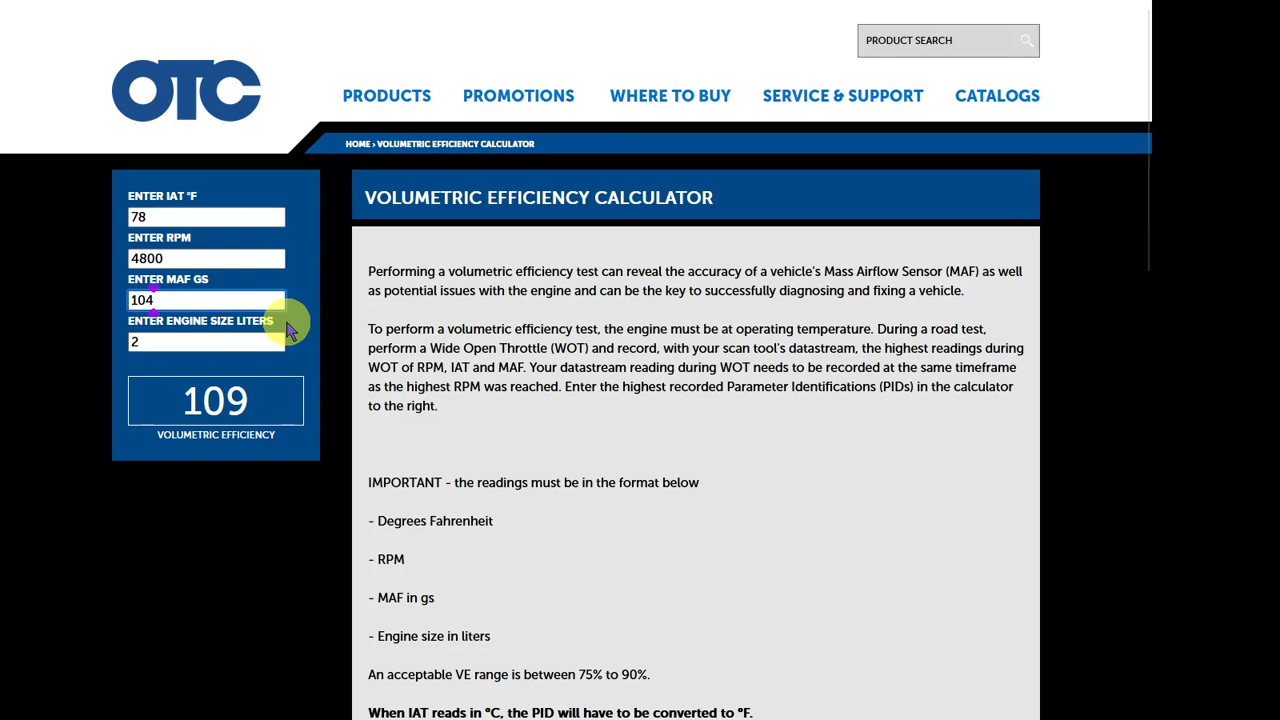 PRODUCT SEARCH
OTC
PRODUCTS PROMOTIONS WHERE TO BUY SERVICE & SUPPORT CATALOGS
HOME › VOLUMETRIC EFFICIENCY CALCULATOR
ENTER IAT °F
78
ENTER RPM
4800
ENTER MAF GS
104
ENTER ENGINE SIZE LITERS
2
109
VOLUMETRIC EFFICIENCY
VOLUMETRIC EFFICIENCY CALCULATOR
Performing a volumetric efficiency test can reveal the accuracy of a vehicle's Mass Airflow Sensor (MAF) as well
as potential issues with the engine and can be the key to successfully diagnosing and fixing a vehicle.
To perform a volumetric efficiency test, the engine must be at operating temperature. During a road test,
perform a Wide Open Throttle (WOT) and record, with your scan tool's datastream, the highest readings during
WOT of RPM, IAT and MAF. Your datastream reading during WOT needs to be recorded at the same timeframe
as the highest RPM was reached. Enter the highest recorded Parameter Identifications (PIDs) in the calculator
to the right.
IMPORTANT - the readings must be in the format below
- Degrees Fahrenheit
- RPM
- MAF in gs
- Engine size in liters
An acceptable VE range is between 75% to 90%.
When IAT reads in °C, the PID will have to be converted to °F.